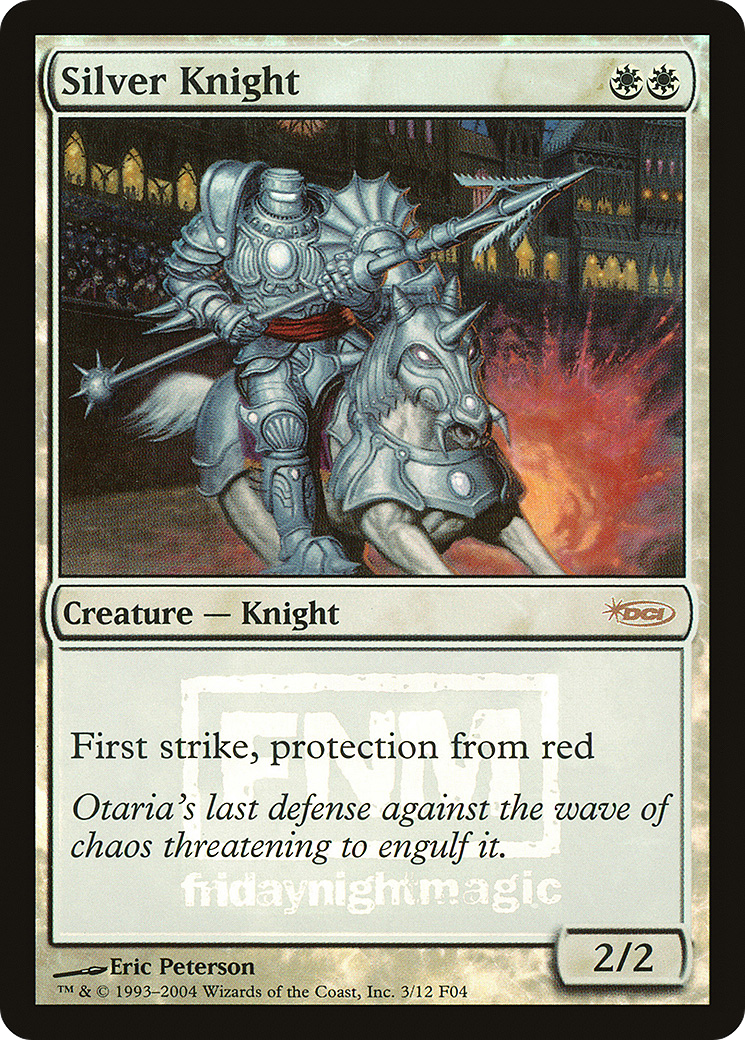 Silver Knight
Creature — Knight
DCI
FNM
First strike, protection from red
Otaria's last defense against the wave of
chaos threatening to engulf it.
fridaynightmagic
2/2
Eric Peterson
™ & © 1993–2004 Wizards of the Coast, Inc. 3/12 F04